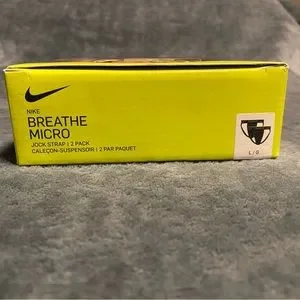 NIKE
BREATHE
MICRO
JOCK STRAP | 2 PACK
CALEÇON-SUSPENSOIR | 2 PAR PAQUET
L / G